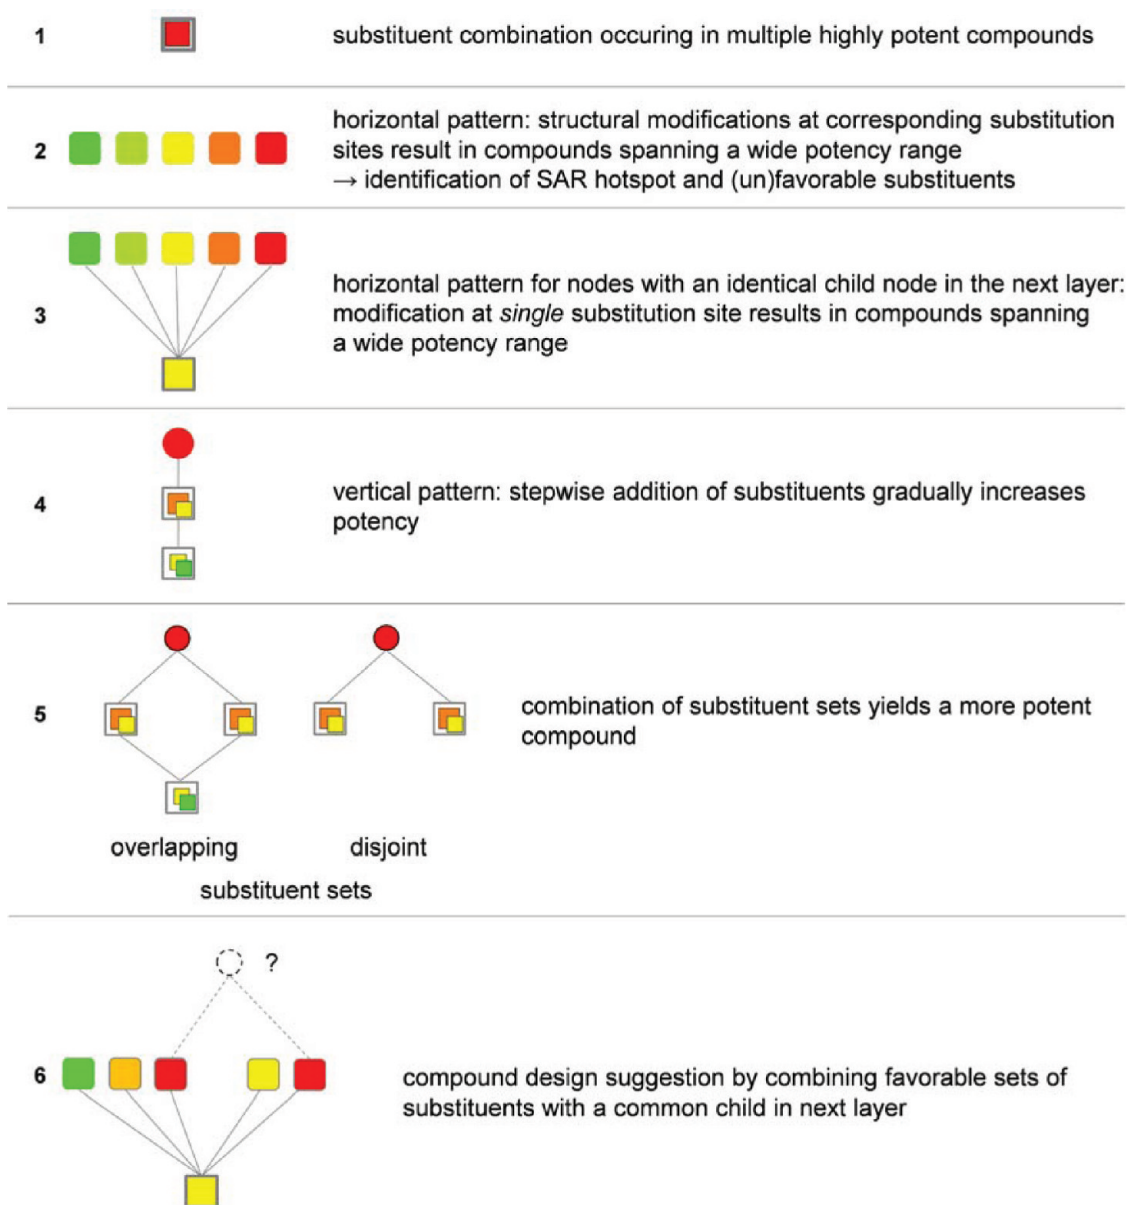 1
substituent combination occuring in multiple highly potent compounds
2
horizontal pattern: structural modifications at corresponding substitution
sites result in compounds spanning a wide potency range
→ identification of SAR hotspot and (un)favorable substituents
3
horizontal pattern for nodes with an identical child node in the next layer:
modification at single substitution site results in compounds spanning
a wide potency range
4
vertical pattern: stepwise addition of substituents gradually increases
potency
5
combination of substituent sets yields a more potent
compound
overlapping disjoint
substituent sets
?
6
compound design suggestion by combining favorable sets of
substituents with a common child in next layer